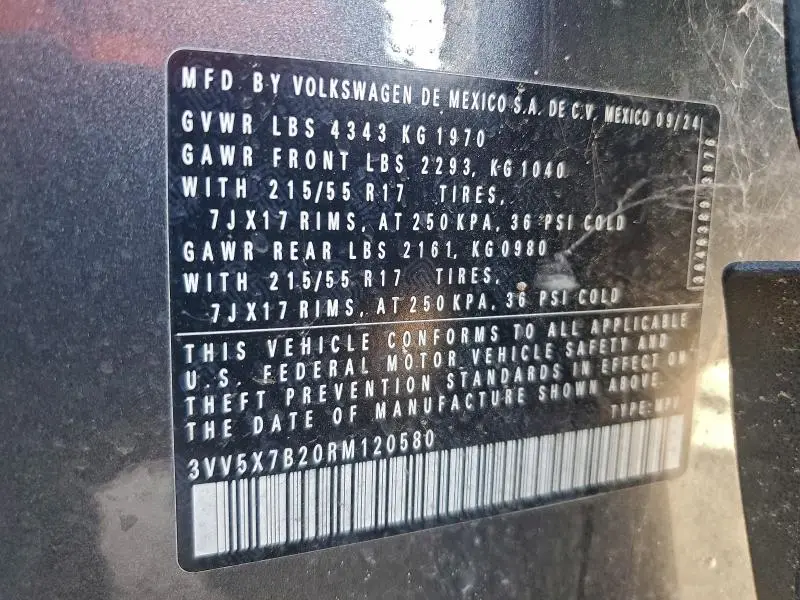 MFD BY VOLKSWAGEN DE MEXICO S.A. DE C.V. MEXICO 09/24
GVWR LBS 4343 KG 1970
GAWR FRONT LBS 2293, KG 1040
WITH 215/55 R17 TIRES,
7JX17 RIMS, AT 250 KPA, 36 PSI COLD
GAWR REAR LBS 2161, KG 0980
WITH 215/55 R17 TIRES,
7JX17 RIMS, AT 250 KPA, 36 PSI COLD
THIS VEHICLE CONFORMS TO ALL APPLICABLE
U.S. FEDERAL MOTOR VEHICLE SAFETY AND
THEFT PREVENTION STANDARDS IN EFFECT ON
THE DATE OF MANUFACTURE SHOWN ABOVE
TYPE: MPV
3VV5X7B20RM120580